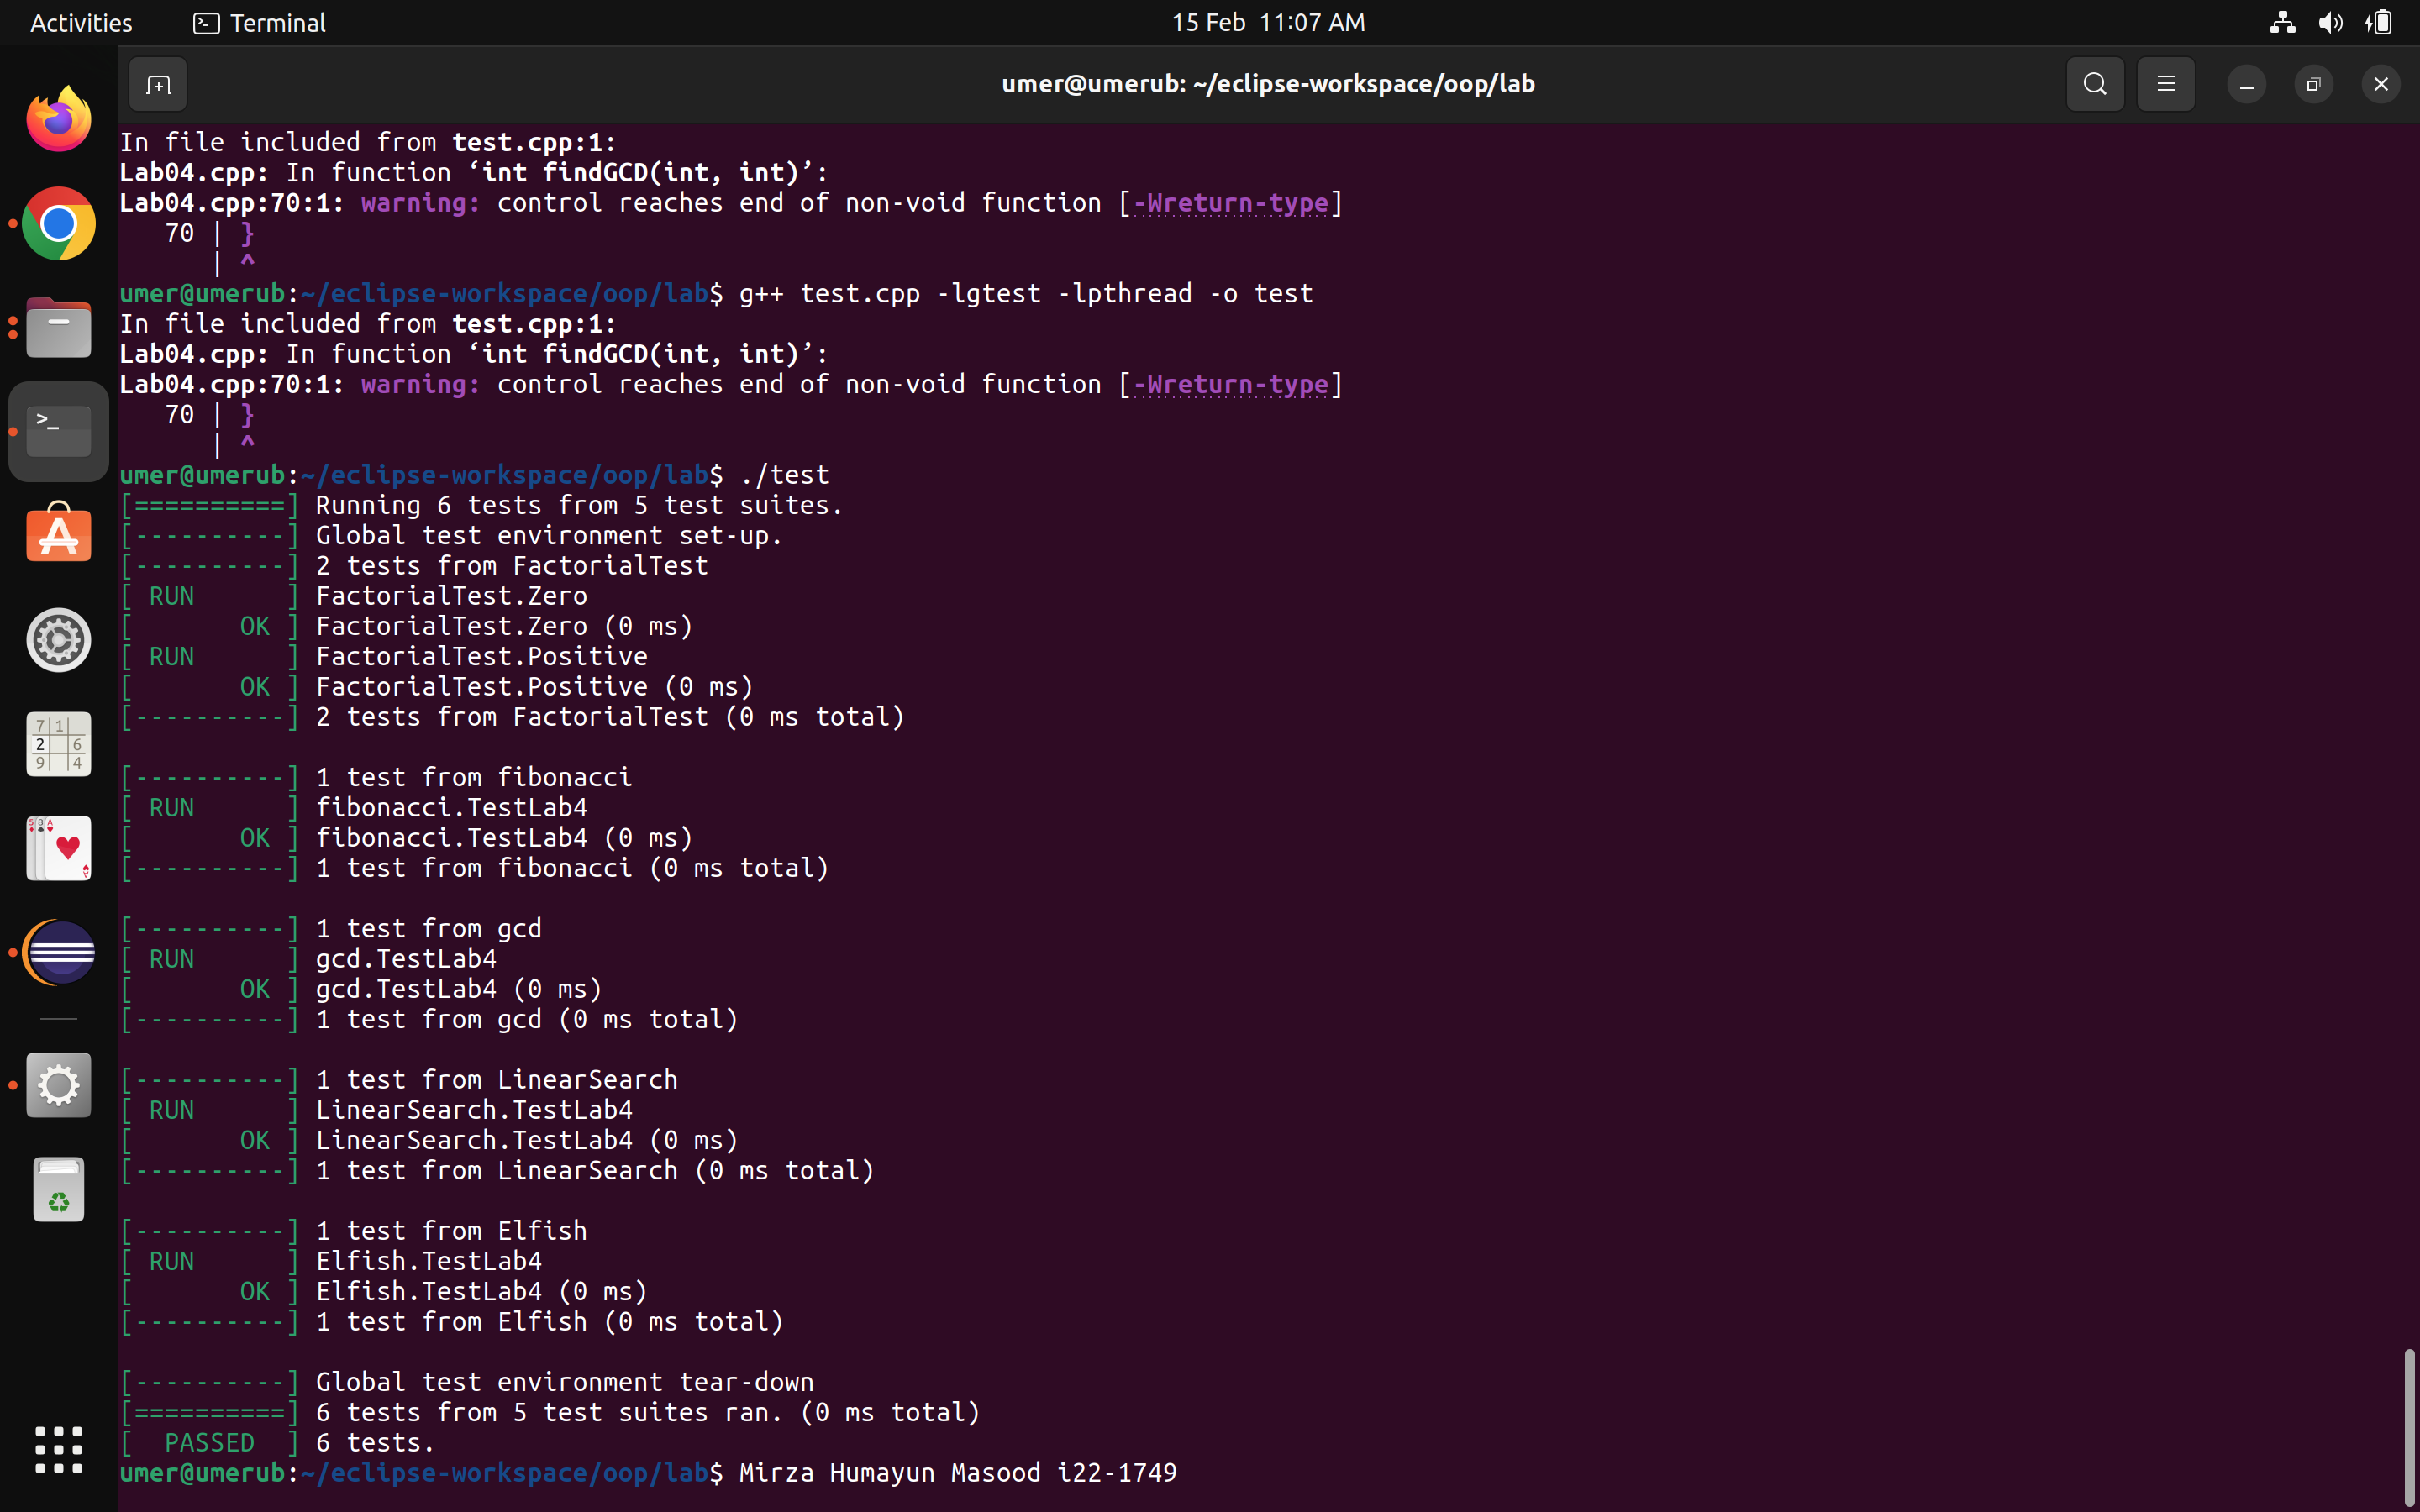 Activities Terminal 15 Feb 11:07 AM
umer@umerub: ~/eclipse-workspace/oop/lab
In file included from test.cpp:1:
Lab04.cpp: In function ‘int findGCD(int, int)’:
Lab04.cpp:70:1: warning: control reaches end of non-void function [-Wreturn-type]
   70 | }
      | ^
umer@umerub:~/eclipse-workspace/oop/lab$ g++ test.cpp -lgtest -lpthread -o test
In file included from test.cpp:1:
Lab04.cpp: In function ‘int findGCD(int, int)’:
Lab04.cpp:70:1: warning: control reaches end of non-void function [-Wreturn-type]
   70 | }
      | ^
umer@umerub:~/eclipse-workspace/oop/lab$ ./test
[==========] Running 6 tests from 5 test suites.
[----------] Global test environment set-up.
[----------] 2 tests from FactorialTest
[ RUN      ] FactorialTest.Zero
[       OK ] FactorialTest.Zero (0 ms)
[ RUN      ] FactorialTest.Positive
[       OK ] FactorialTest.Positive (0 ms)
[----------] 2 tests from FactorialTest (0 ms total)

[----------] 1 test from fibonacci
[ RUN      ] fibonacci.TestLab4
[       OK ] fibonacci.TestLab4 (0 ms)
[----------] 1 test from fibonacci (0 ms total)

[----------] 1 test from gcd
[ RUN      ] gcd.TestLab4
[       OK ] gcd.TestLab4 (0 ms)
[----------] 1 test from gcd (0 ms total)

[----------] 1 test from LinearSearch
[ RUN      ] LinearSearch.TestLab4
[       OK ] LinearSearch.TestLab4 (0 ms)
[----------] 1 test from LinearSearch (0 ms total)

[----------] 1 test from Elfish
[ RUN      ] Elfish.TestLab4
[       OK ] Elfish.TestLab4 (0 ms)
[----------] 1 test from Elfish (0 ms total)

[----------] Global test environment tear-down
[==========] 6 tests from 5 test suites ran. (0 ms total)
[  PASSED  ] 6 tests.
umer@umerub:~/eclipse-workspace/oop/lab$ Mirza Humayun Masood i22-1749